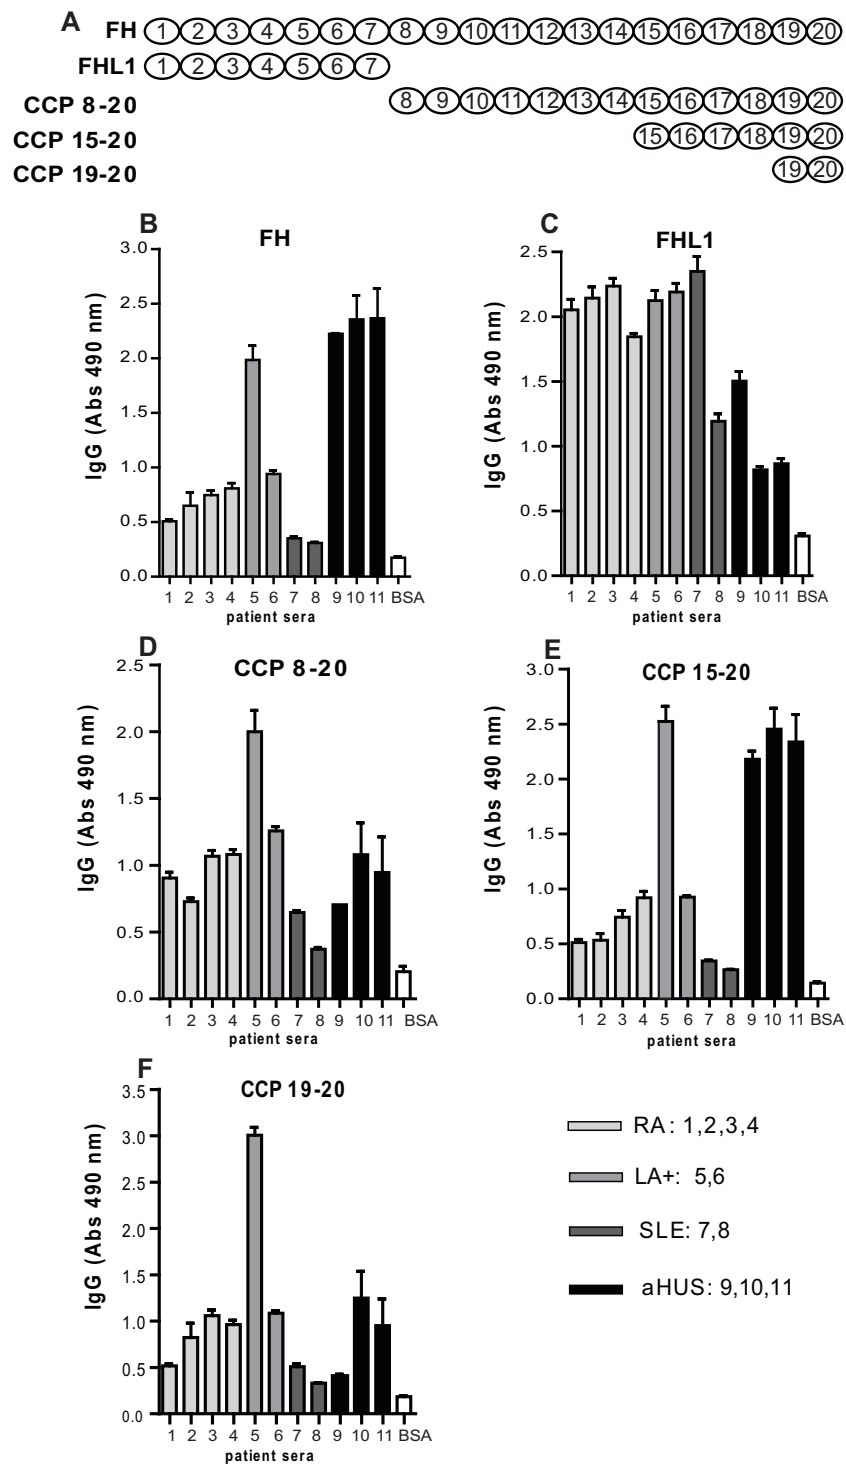 A
FH 1 2 3 4 5 6 7 8 9 10 11 12 13 14 15 16 17 18 19 20
FHL1 1 2 3 4 5 6 7
CCP 8-20 8 9 10 11 12 13 14 15 16 17 18 19 20
CCP 15-20 15 16 17 18 19 20
CCP 19-20 19 20
B
FH
IgG (Abs 490 nm)
3.0
2.5
2.0
1.5
1.0
0.5
0.0
1 2 3 4 5 6 7 8 9 10 11 BSA
patient sera
C
FHL1
IgG (Abs 490 nm)
2.5
2.0
1.5
1.0
0.5
0.0
1 2 3 4 5 6 7 8 9 10 11 BSA
patient sera
D
CCP 8-20
IgG (Abs 490 nm)
2.5
2.0
1.5
1.0
0.5
0.0
1 2 3 4 5 6 7 8 9 10 11 BSA
patient sera
E
CCP 15-20
IgG (Abs 490 nm)
3.0
2.5
2.0
1.5
1.0
0.5
0.0
1 2 3 4 5 6 7 8 9 10 11 BSA
patient sera
F
CCP 19-20
IgG (Abs 490 nm)
3.5
3.0
2.5
2.0
1.5
1.0
0.5
0.0
1 2 3 4 5 6 7 8 9 10 11 BSA
patient sera
RA: 1,2,3,4
LA+: 5,6
SLE: 7,8
aHUS: 9,10,11